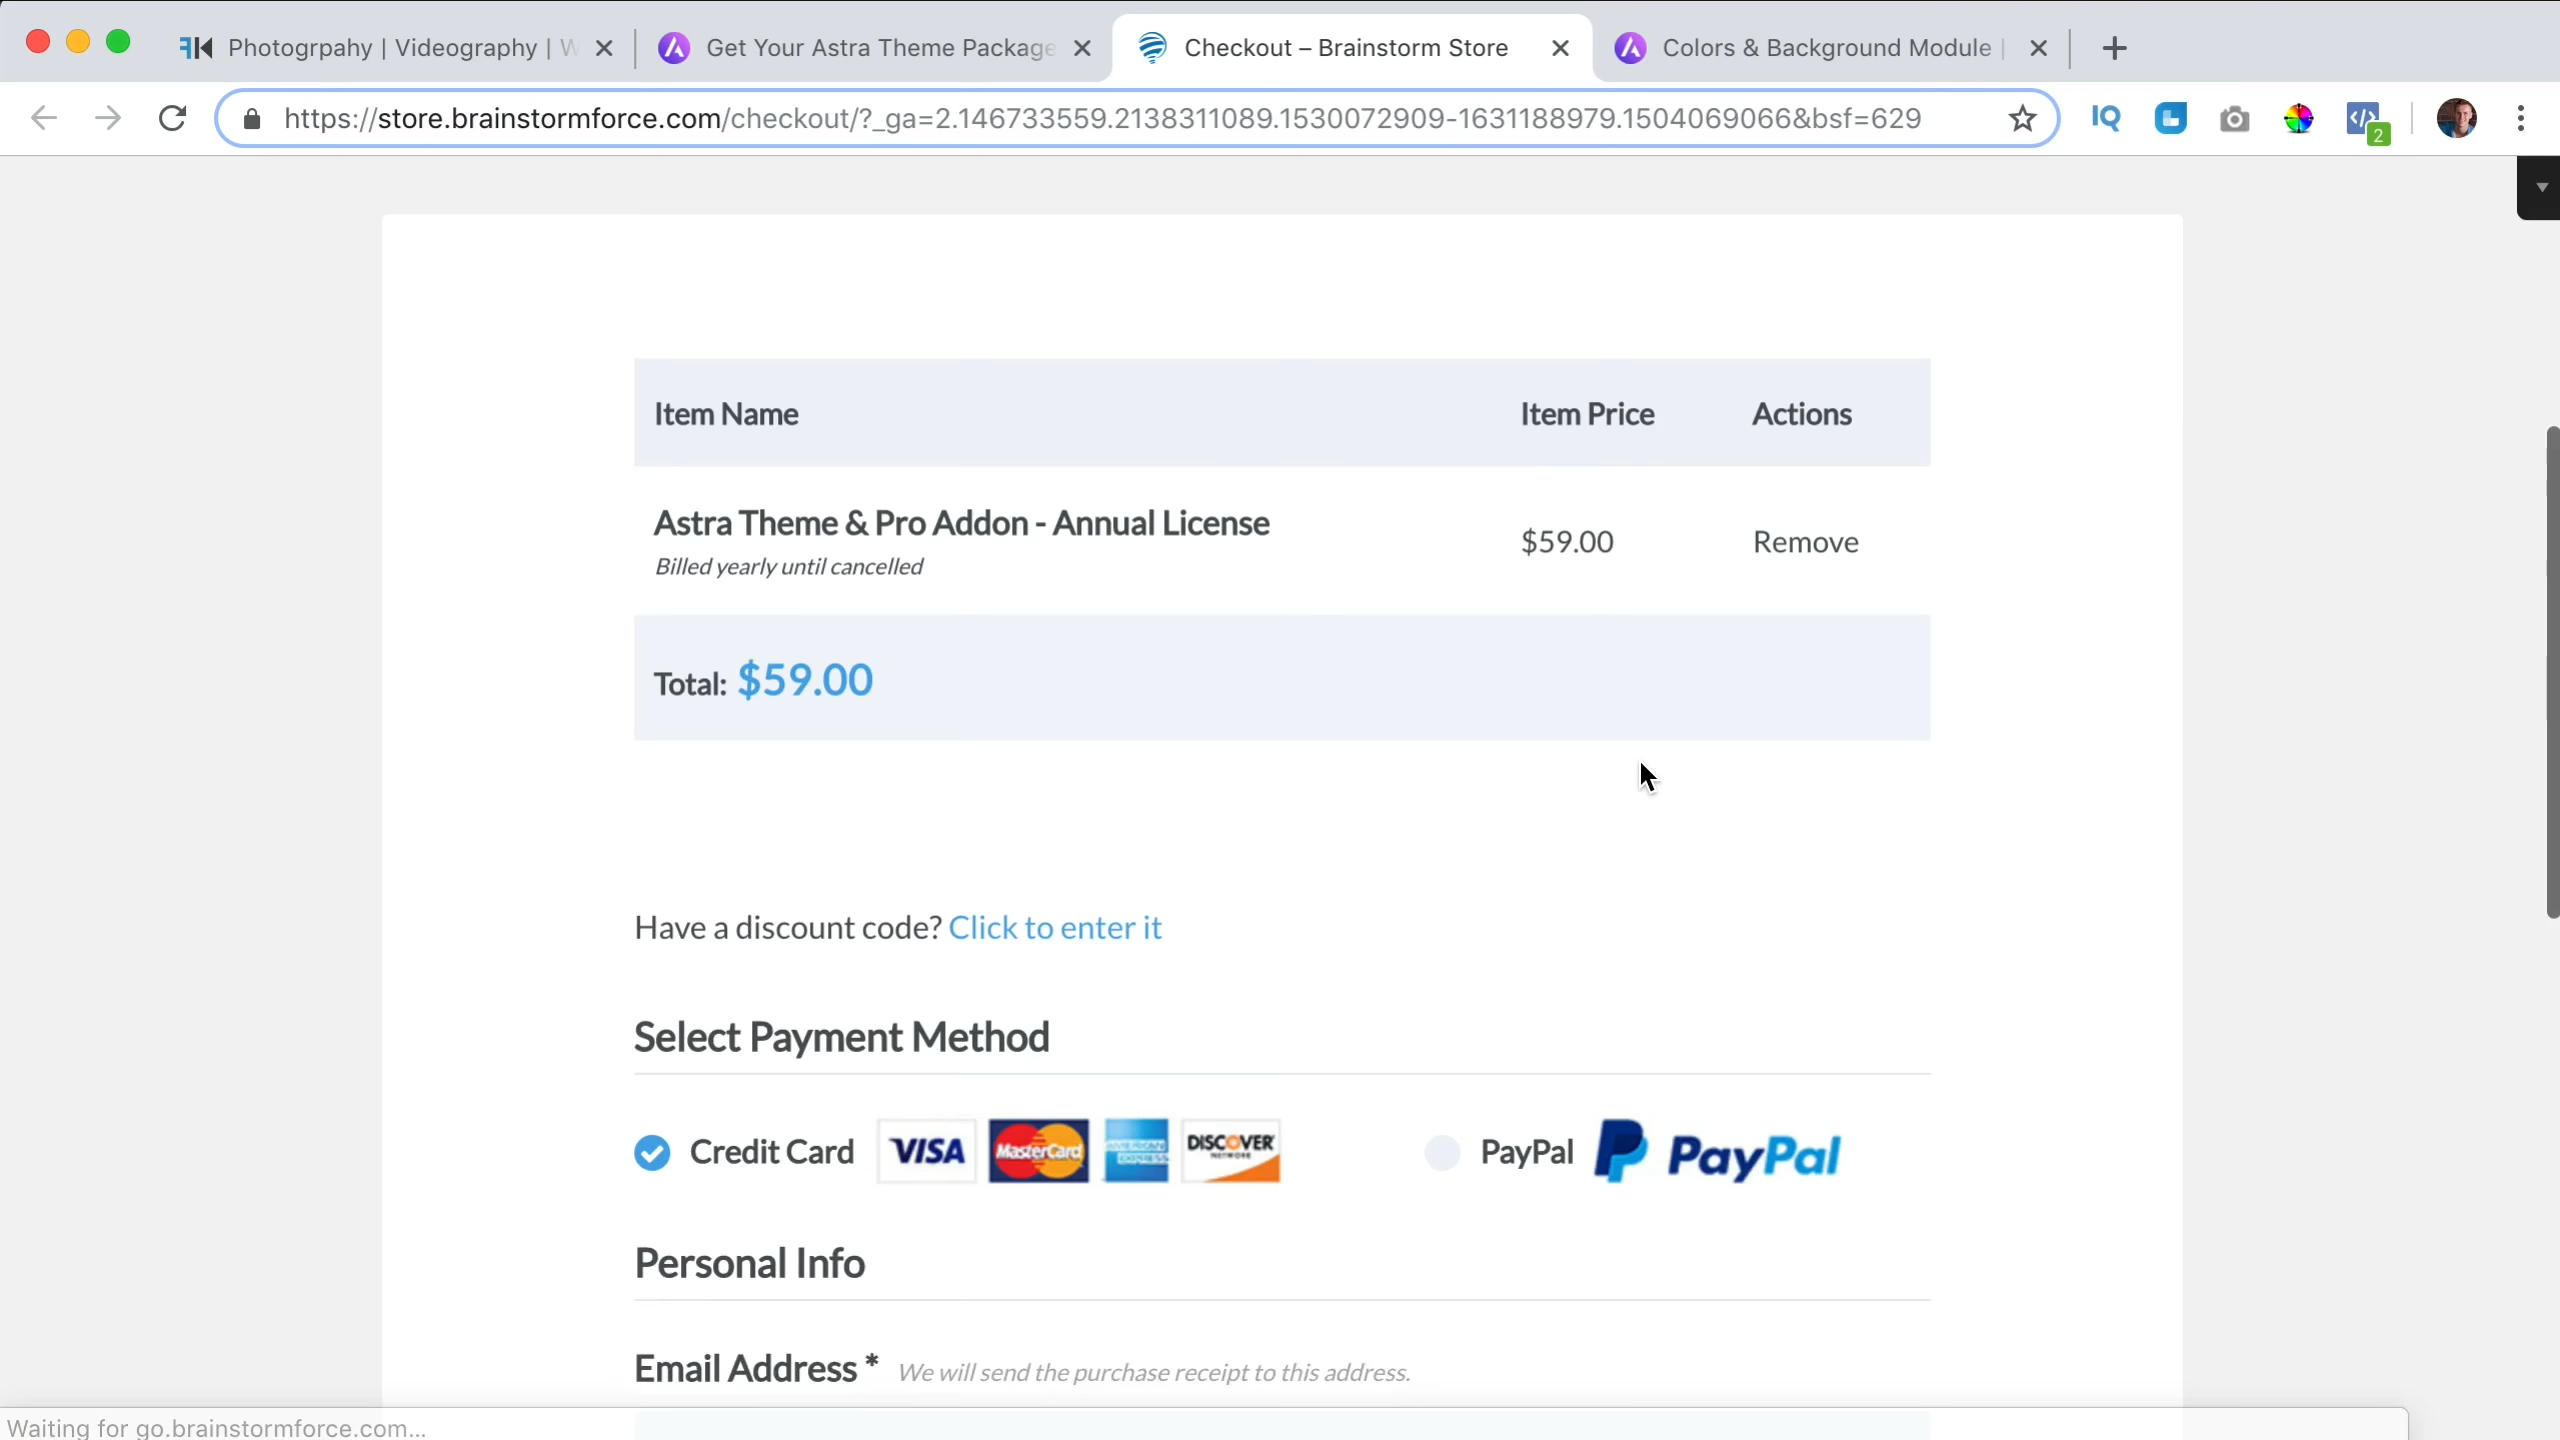 Photogrpahy | Videography | W
Get Your Astra Theme Package
Checkout – Brainstorm Store
Colors & Background Module |
https://store.brainstormforce.com/checkout/?_ga=2.146733559.2138311089.1530072909-1631188979.1504069066&bsf=629
IQ
2
Item Name Item Price Actions
Astra Theme & Pro Addon - Annual License
Billed yearly until cancelled
$59.00 Remove
Total: $59.00
Have a discount code? Click to enter it
Select Payment Method
Credit Card VISA MasterCard AMERICAN EXPRESS DISCOVER NETWORK PayPal PayPal
Personal Info
Email Address * We will send the purchase receipt to this address.
Waiting for go.brainstormforce.com...